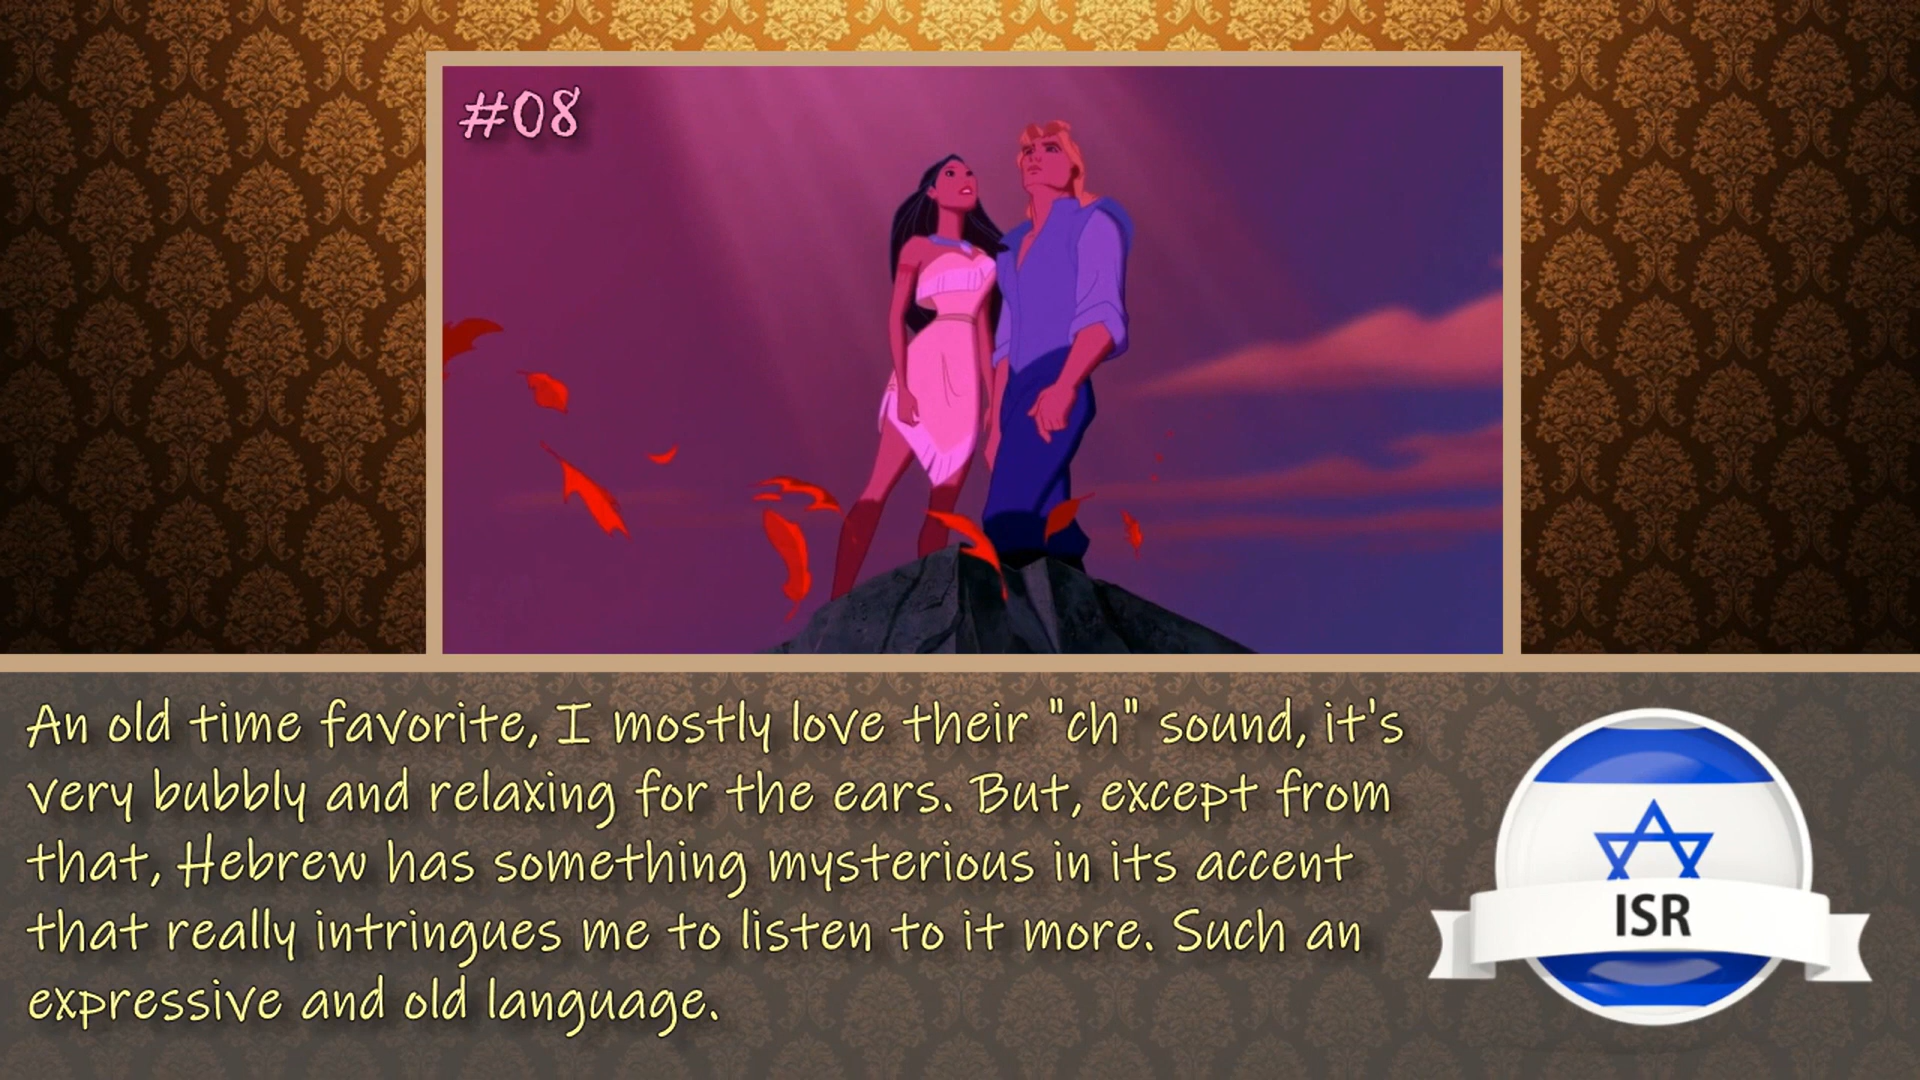 #08
An old time favorite, I mostly love their "ch" sound, it's
very bubbly and relaxing for the ears. But, except from
that, Hebrew has something mysterious in its accent
that really intrigues me to listen to it more. Such an
expressive and old language.
ISR